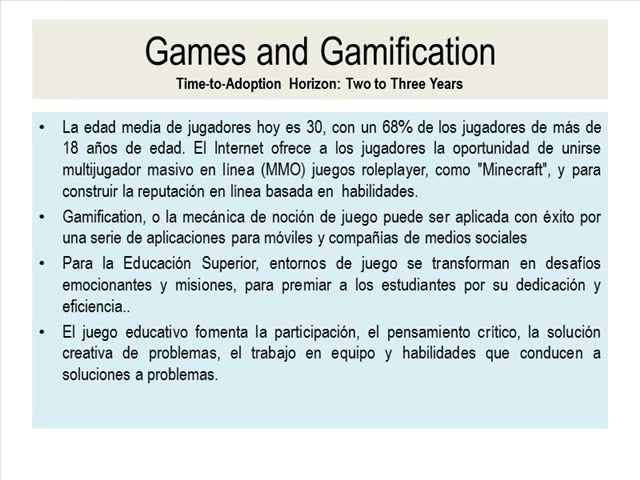 Games and Gamification
Time-to-Adoption Horizon: Two to Three Years
• La edad media de jugadores hoy es 30, con un 68% de los jugadores de más de
18 años de edad. El Internet ofrece a los jugadores la oportunidad de unirse
multijugador masivo en línea (MMO) juegos roleplayer, como "Minecraft", y para
construir la reputación en línea basada en habilidades.
• Gamification, o la mecánica de noción de juego puede ser aplicada con éxito por
una serie de aplicaciones para móviles y compañías de medios sociales
• Para la Educación Superior, entornos de juego se transforman en desafíos
emocionantes y misiones, para premiar a los estudiantes por su dedicación y
eficiencia..
• El juego educativo fomenta la participación, el pensamiento crítico, la solución
creativa de problemas, el trabajo en equipo y habilidades que conducen a
soluciones a problemas.